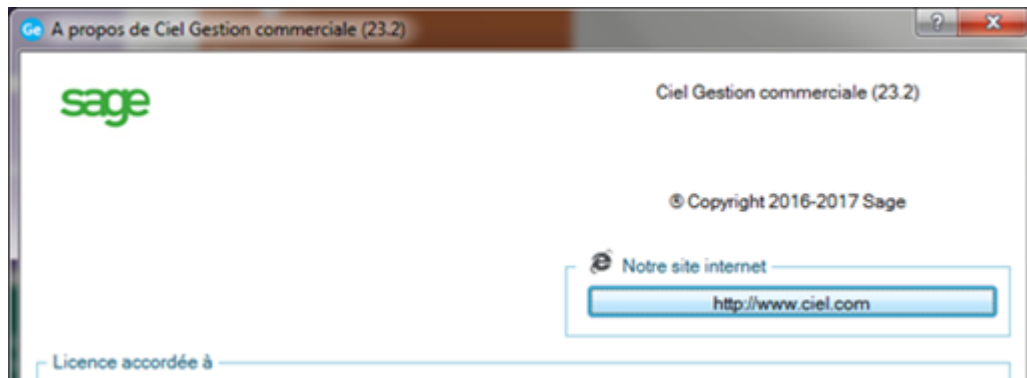 Ge A propos de Ciel Gestion commerciale (23.2)
sage
Ciel Gestion commerciale (23.2)
® Copyright 2016-2017 Sage
Notre site internet
http://www.ciel.com
Licence accordée à